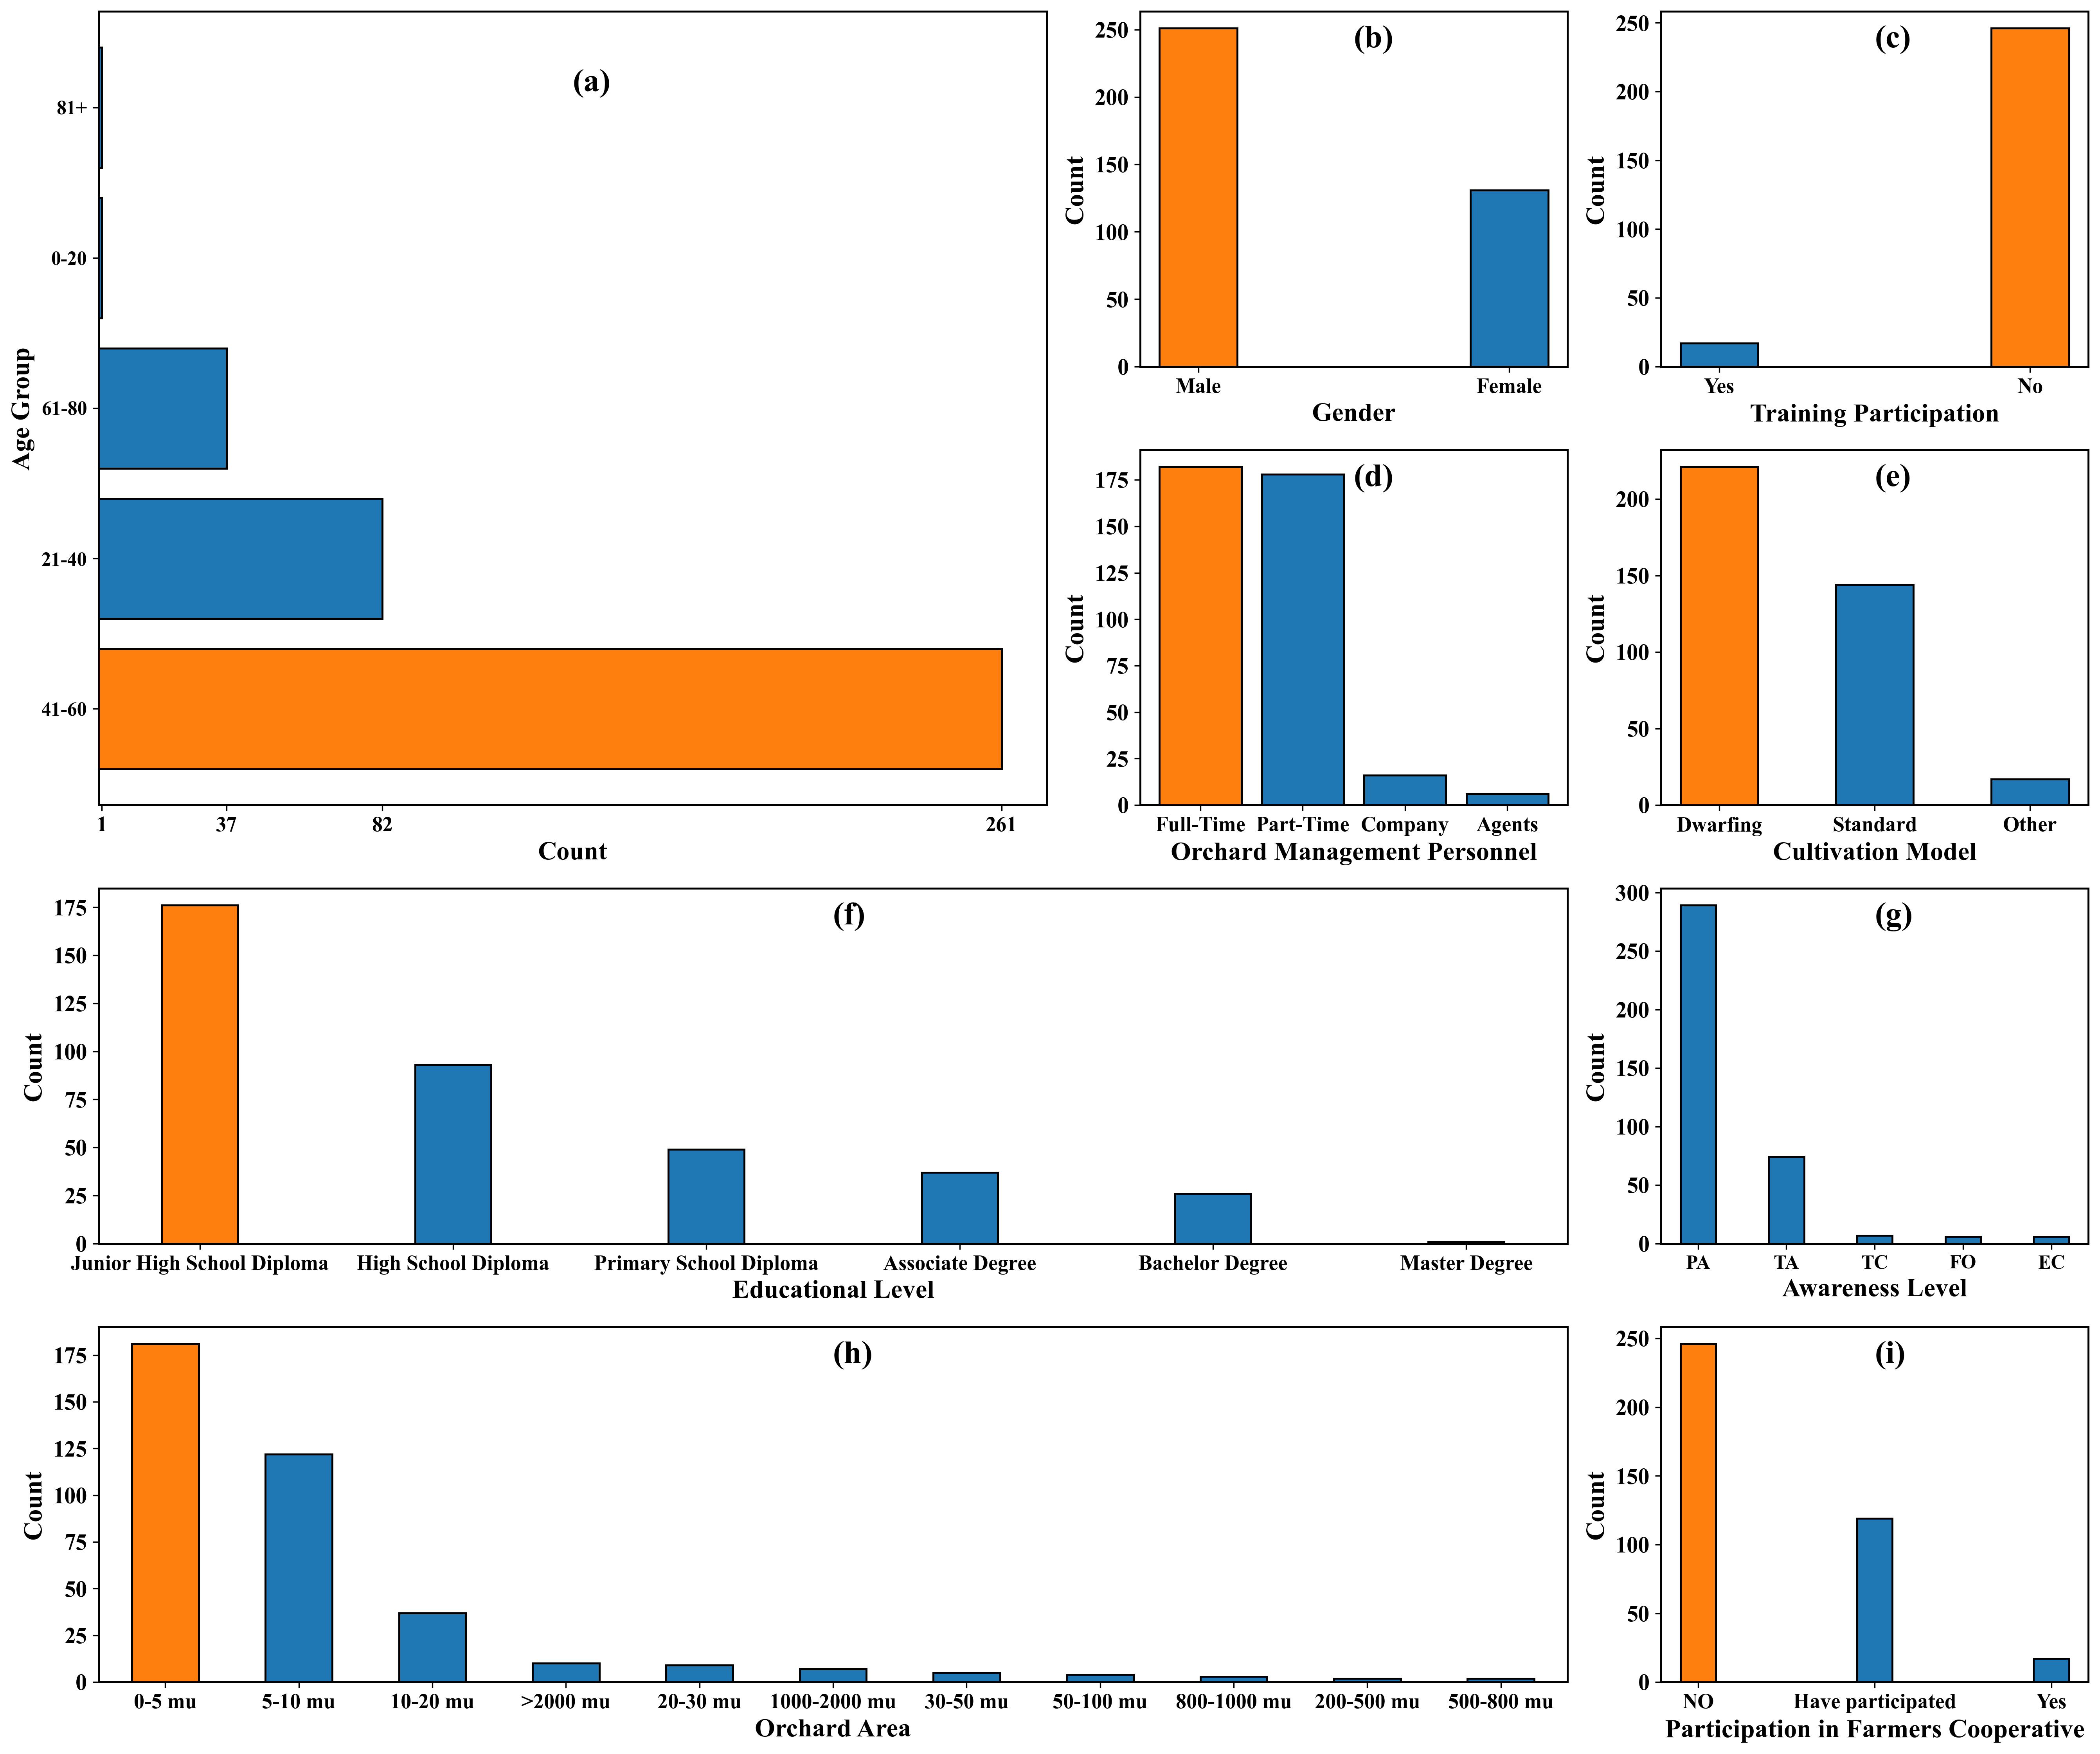 (a)
81+
0-20
61-80
21-40
41-60
Age Group
1 37 82 261
Count
(b)
250
200
150
100
50
0
Count
Male Female
Gender
(c)
250
200
150
100
50
0
Count
Yes No
Training Participation
(d)
175
150
125
100
75
50
25
0
Count
Full-Time Part-Time Company Agents
Orchard Management Personnel
(e)
200
150
100
50
0
Count
Dwarfing Standard Other
Cultivation Model
(f)
175
150
125
100
75
50
25
0
Count
Junior High School Diploma High School Diploma Primary School Diploma Associate Degree Bachelor Degree Master Degree
Educational Level
(g)
300
250
200
150
100
50
0
Count
PA TA TC FO EC
Awareness Level
(h)
175
150
125
100
75
50
25
0
Count
0-5 mu 5-10 mu 10-20 mu >2000 mu 20-30 mu 1000-2000 mu 30-50 mu 50-100 mu 800-1000 mu 200-500 mu 500-800 mu
Orchard Area
(i)
250
200
150
100
50
0
Count
NO Have participated Yes
Participation in Farmers Cooperative